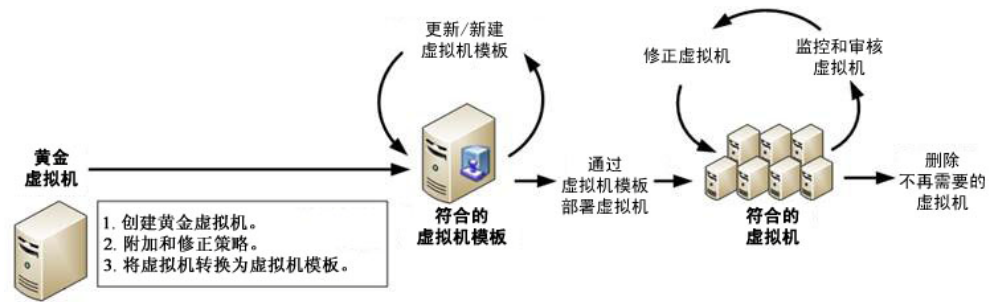 更新/新建
虚拟机模板
修正虚拟机
监控和审核
虚拟机
黄金
虚拟机
1. 创建黄金虚拟机。
2. 附加和修正策略。
3. 将虚拟机转换为虚拟机模板。
符合的
虚拟机模板
通过
虚拟机模板
部署虚拟机
符合的
虚拟机
删除
不再需要的
虚拟机